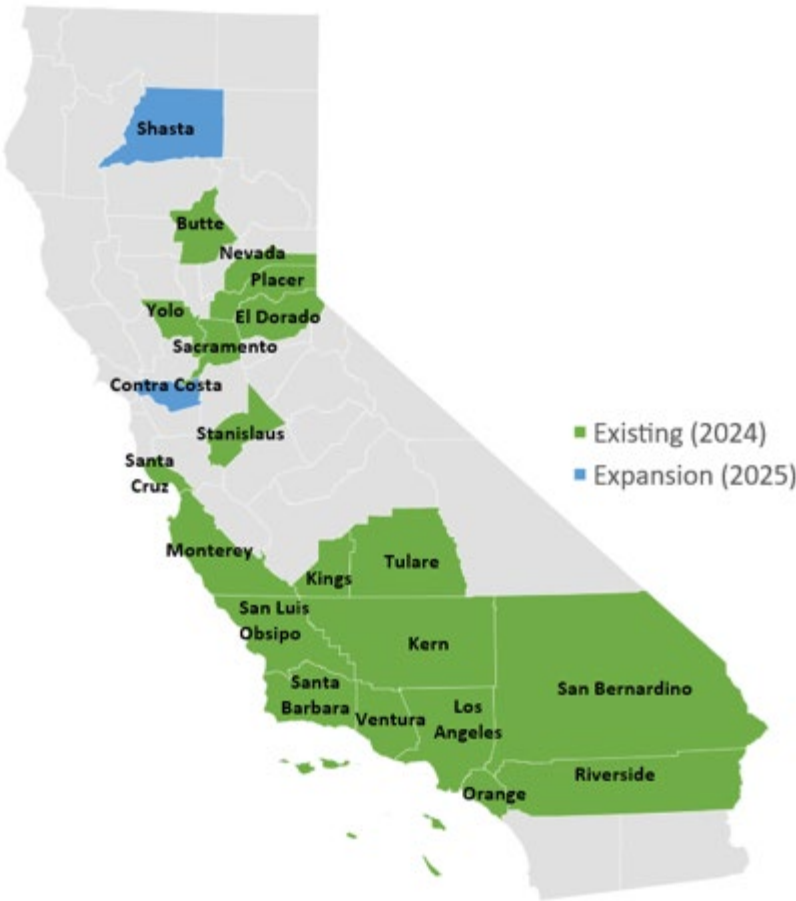 Shasta
Butte
Nevada
Placer
Yolo
El Dorado
Sacramento
Contra Costa
Stanislaus
Existing (2024)
Expansion (2025)
Santa
Cruz
Monterey
Kings
Tulare
San Luis
Obsipo
Kern
Santa
Barbara
Ventura
Los
Angeles
San Bernardino
Orange
Riverside